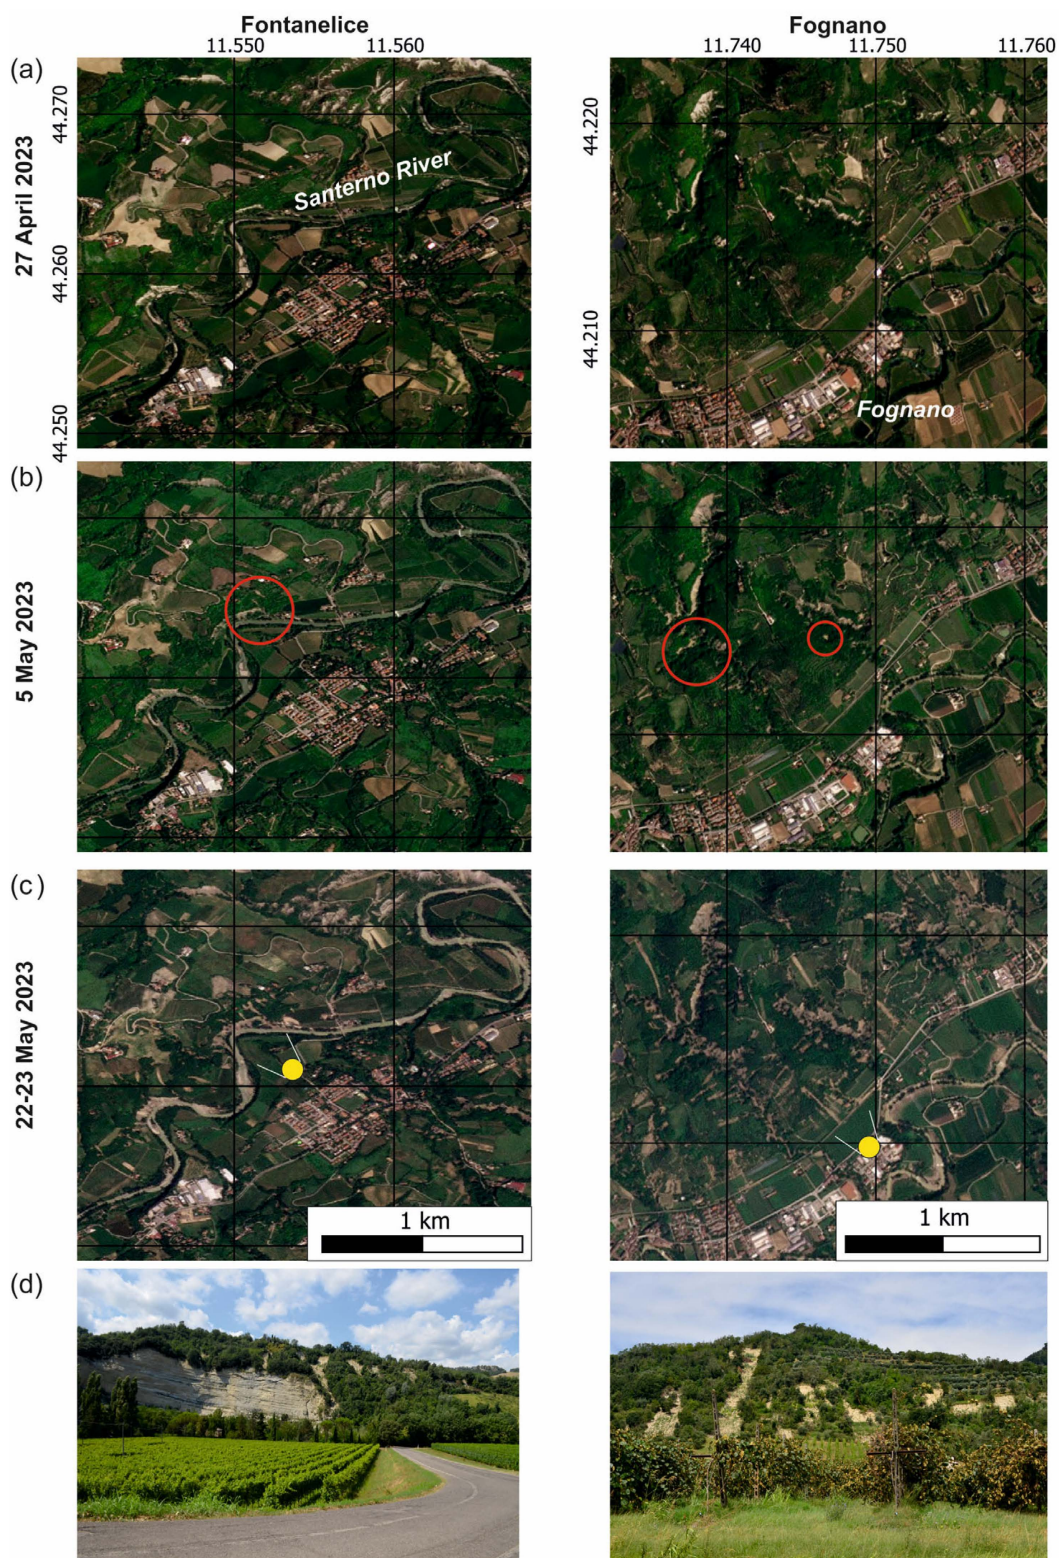 Fontanelice
Fognano
11.550
11.560
11.740
11.750
11.760
(a)
27 April 2023
44.270
44.260
44.250
Santerno River
44.220
44.210
Fognano
(b)
5 May 2023
(c)
22-23 May 2023
1 km
1 km
(d)